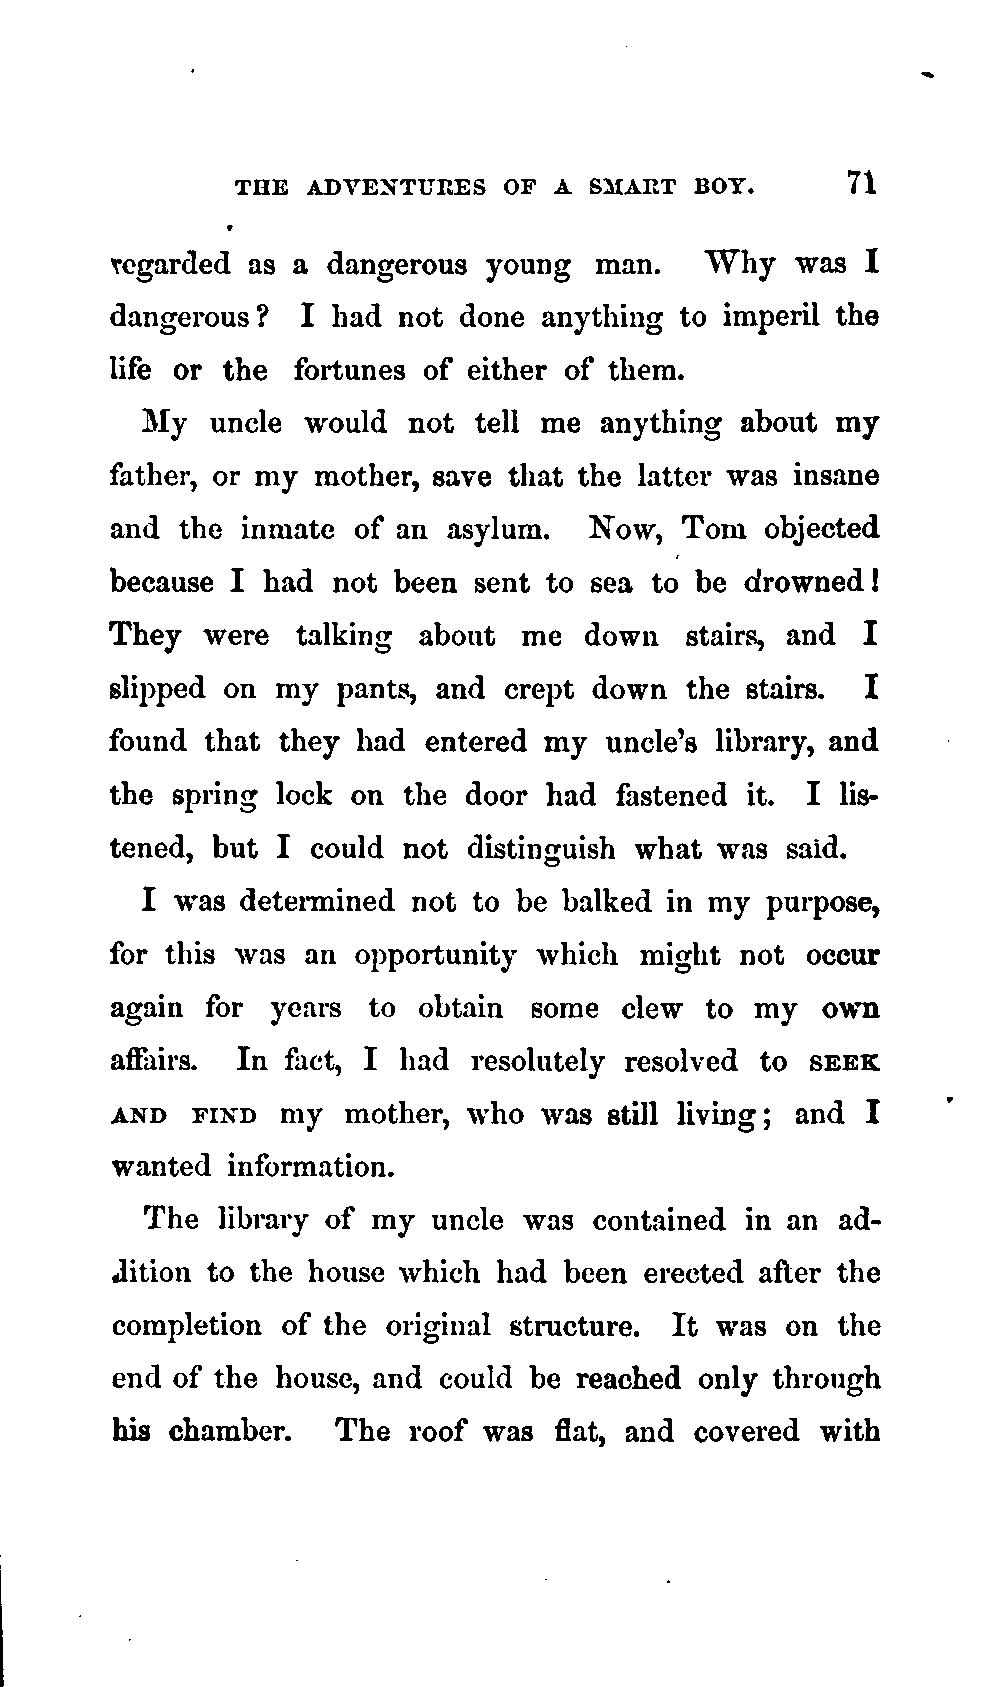 THE ADVENTURES OF A SMART BOY. 71
regarded as a dangerous young man. Why was I
dangerous? I had not done anything to imperil the
life or the fortunes of either of them.
My uncle would not tell me anything about my
father, or my mother, save that the latter was insane
and the inmate of an asylum. Now, Tom objected
because I had not been sent to sea to be drowned!
They were talking about me down stairs, and I
slipped on my pants, and crept down the stairs. I
found that they had entered my uncle's library, and
the spring lock on the door had fastened it. I lis-
tened, but I could not distinguish what was said.
I was determined not to be balked in my purpose,
for this was an opportunity which might not occur
again for years to obtain some clew to my own
affairs. In fact, I had resolutely resolved to SEEK
AND FIND my mother, who was still living; and I
wanted information.
The library of my uncle was contained in an ad-
dition to the house which had been erected after the
completion of the original structure. It was on the
end of the house, and could be reached only through
his chamber. The roof was flat, and covered with